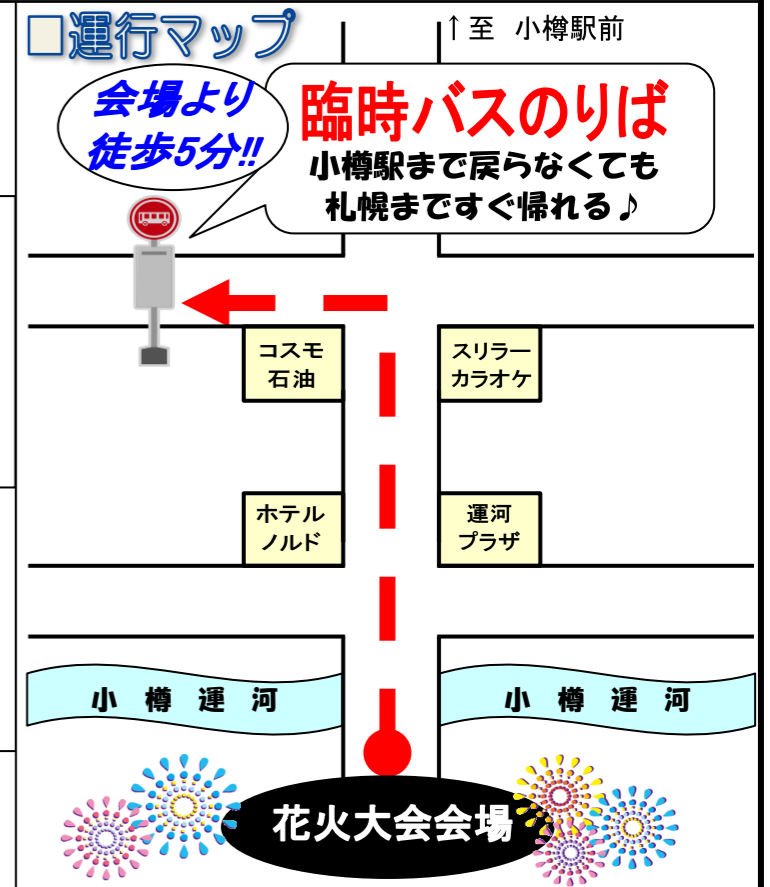 □運行マップ
↑至 小樽駅前
会場より
徒歩5分!!
臨時バスのりば
小樽駅まで戻らなくても
札幌まですぐ帰れる♪
コスモ
石油
スリラー
カラオケ
ホテル
ノルド
運河
プラザ
小樽運河
小樽運河
花火大会会場